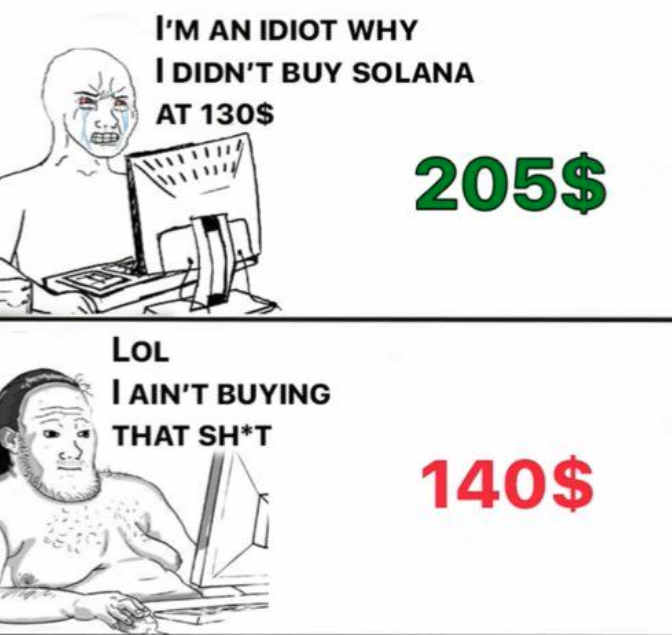 I'M AN IDIOT WHY
I DIDN'T BUY SOLANA
AT 130$
205$
LOL
I AIN'T BUYING
THAT SH*T
140$